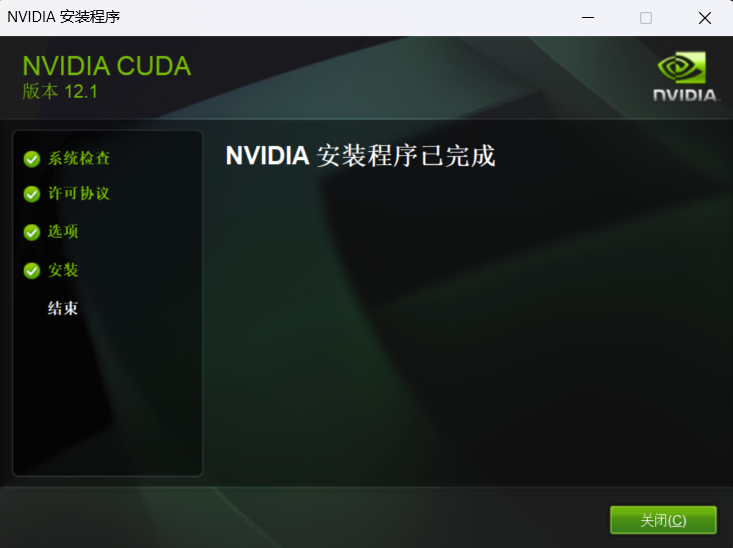 NVIDIA 安装程序
NVIDIA CUDA
版本 12.1
NVIDIA.
系统检查
许可协议
选项
安装
结束
NVIDIA 安装程序已完成
关闭(C)